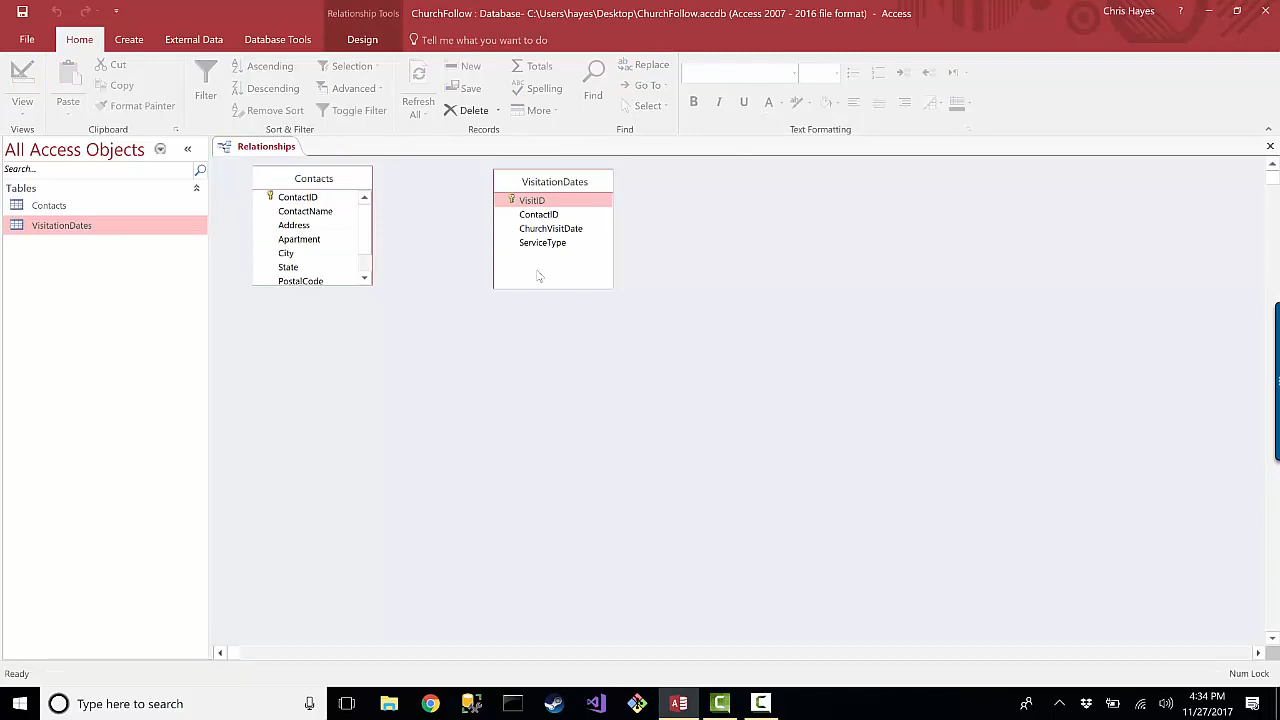 Relationship Tools
ChurchFollow : Database- C:\Users\hayes\Desktop\ChurchFollow.accdb (Access 2007 - 2016 file format) - Access
Chris Hayes
?
File
Home
Create
External Data
Database Tools
Design
Tell me what you want to do
View
Views
Paste
Cut
Copy
Format Painter
Clipboard
Filter
Ascending
Descending
Remove Sort
Selection
Advanced
Toggle Filter
Sort & Filter
Refresh
All
New
Save
Delete
Totals
Spelling
More
Records
Find
Replace
Go To
Select
Find
B I U A
Text Formatting
All Access Objects
Search...
Tables
Contacts
VisitationDates
Relationships
Contacts
ContactID
ContactName
Address
Apartment
City
State
PostalCode
VisitationDates
VisitID
ContactID
ChurchVisitDate
ServiceType
Ready
Num Lock
Type here to search
4:34 PM
11/27/2017